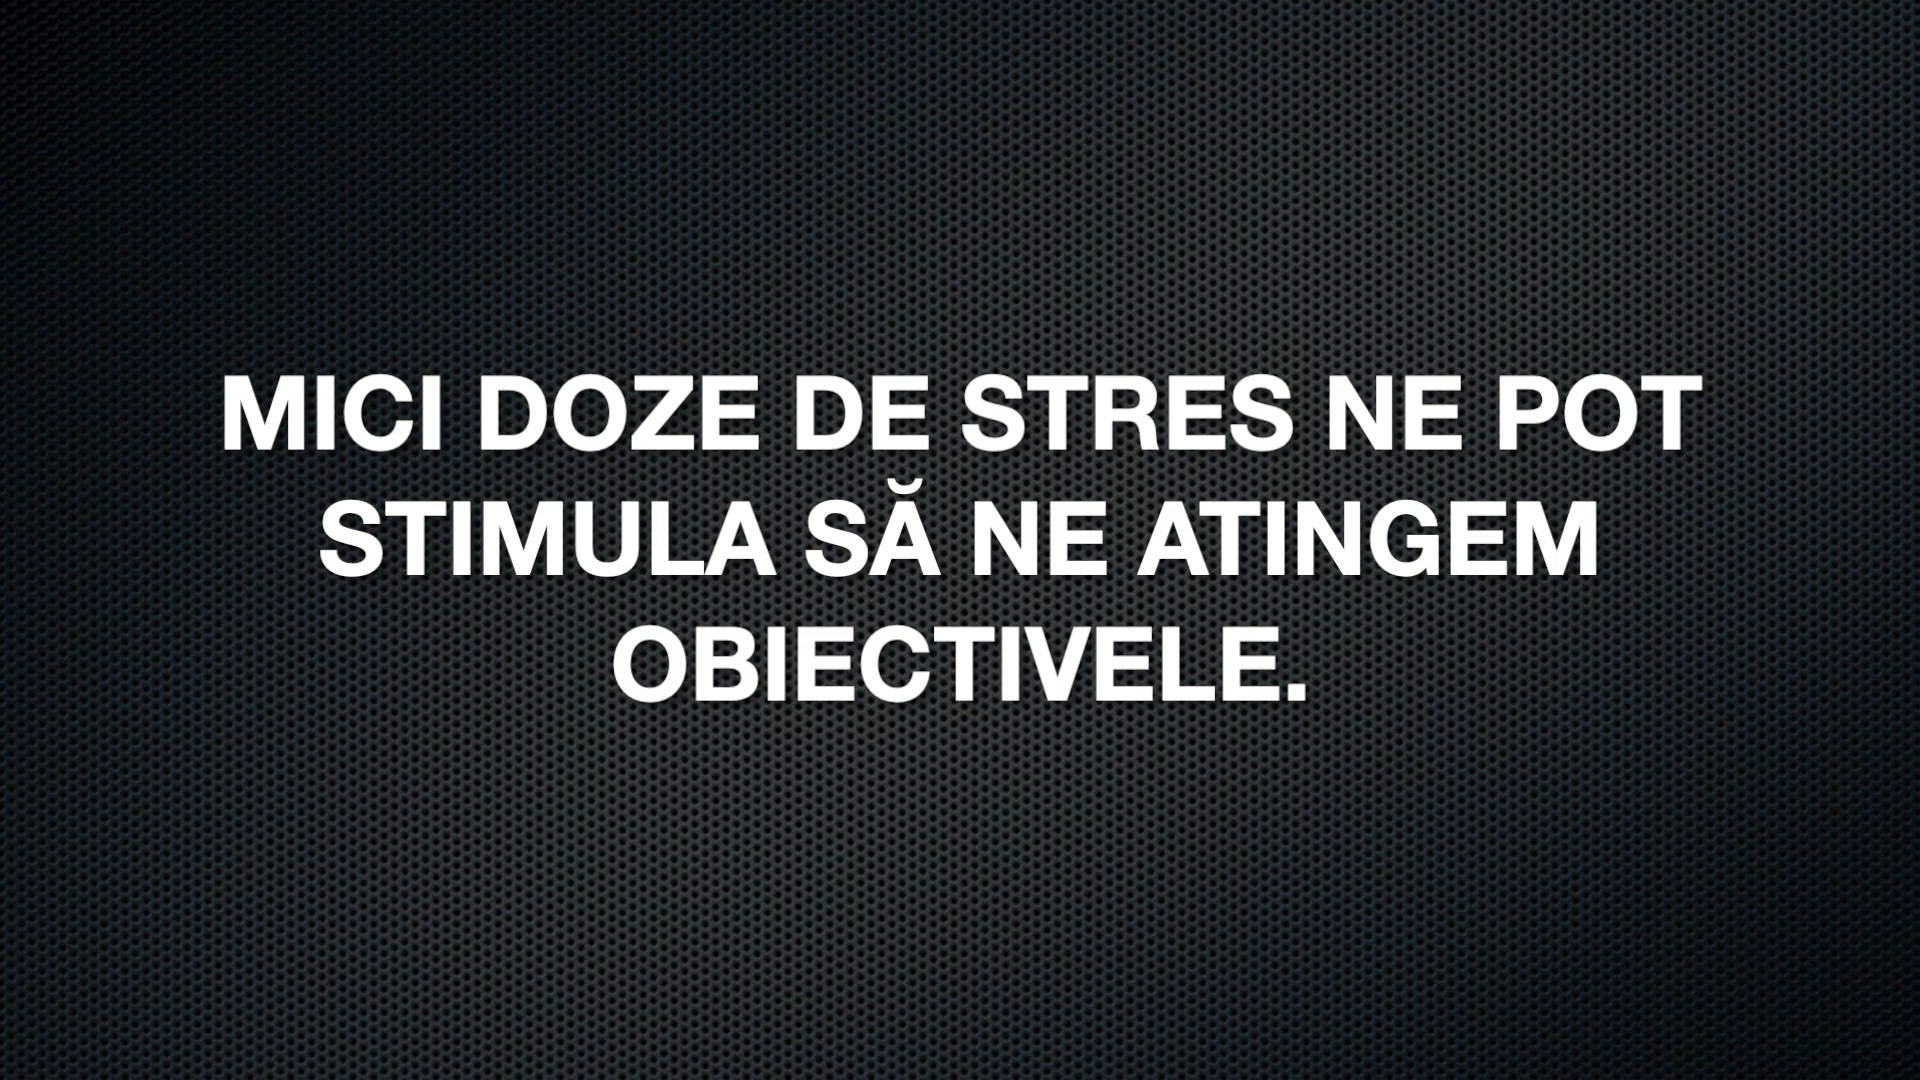 MICI DOZE DE STRES NE POT
STIMULA SĂ NE ATINGEM
OBIECTIVELE.